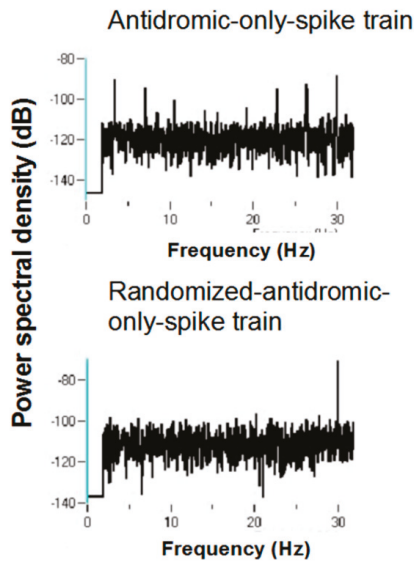 Antidromic-only-spike train
Power spectral density (dB)
-80
-100
-120
-140
0
10
20
30
Frequency (Hz)
Randomized-antidromic-
only-spike train
-80
-100
-120
-140
0
10
20
30
Frequency (Hz)